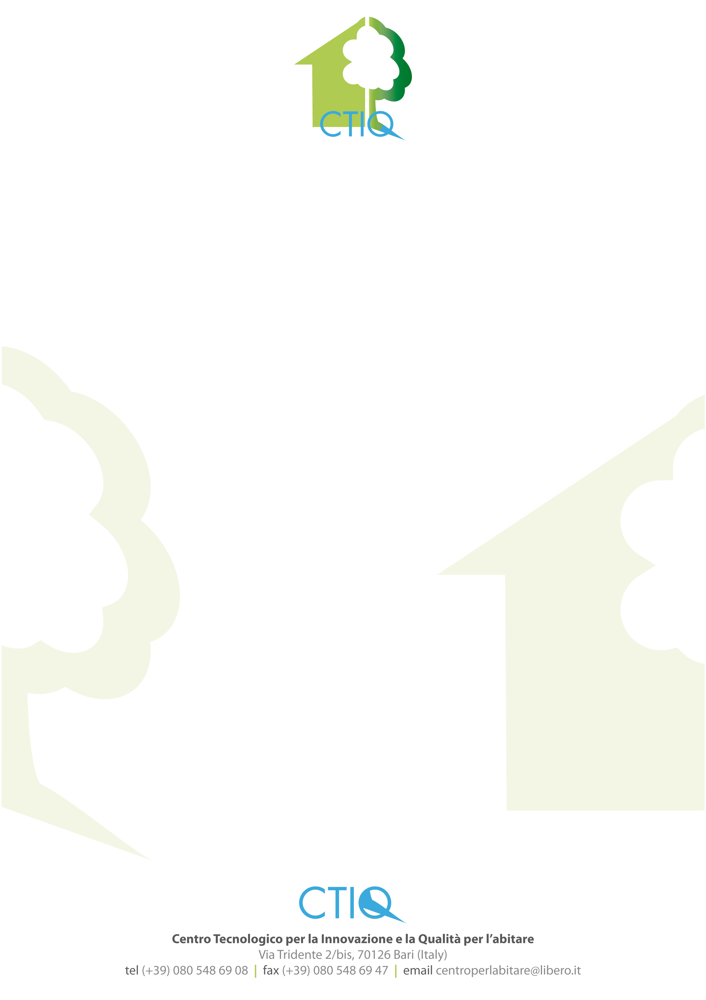 CTIQ
CTIQ
Centro Tecnologico per la Innovazione e la Qualità per l’abitare
Via Tridente 2/bis, 70126 Bari (Italy)
tel (+39) 080 548 69 08 | fax (+39) 080 548 69 47 | email centroperlabitare@libero.it